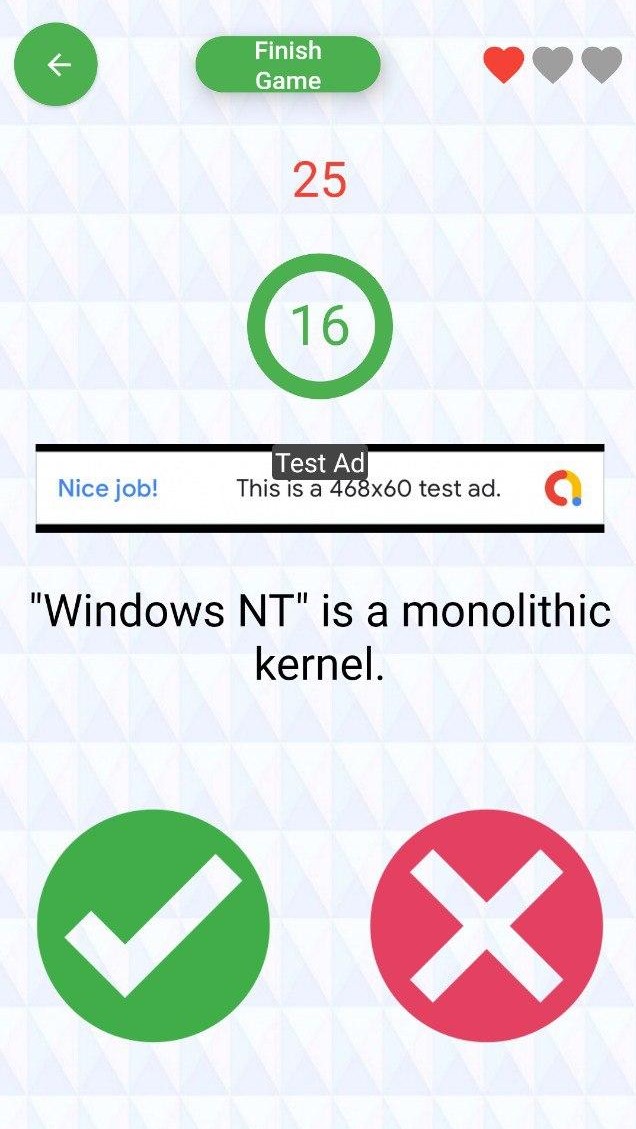 Finish
Game
25
16
Test Ad
Nice job! This is a 468x60 test ad.
"Windows NT" is a monolithic
kernel.